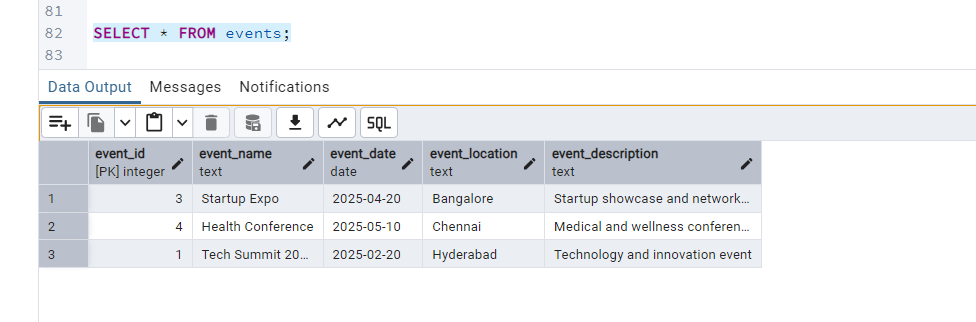 81
82 SELECT * FROM events;
83
Data Output Messages Notifications
SQL
event_id event_name event_date event_location event_description
[PK] integer text date text text
1 3 Startup Expo 2025-04-20 Bangalore Startup showcase and network...
2 4 Health Conference 2025-05-10 Chennai Medical and wellness conferen...
3 1 Tech Summit 20... 2025-02-20 Hyderabad Technology and innovation event